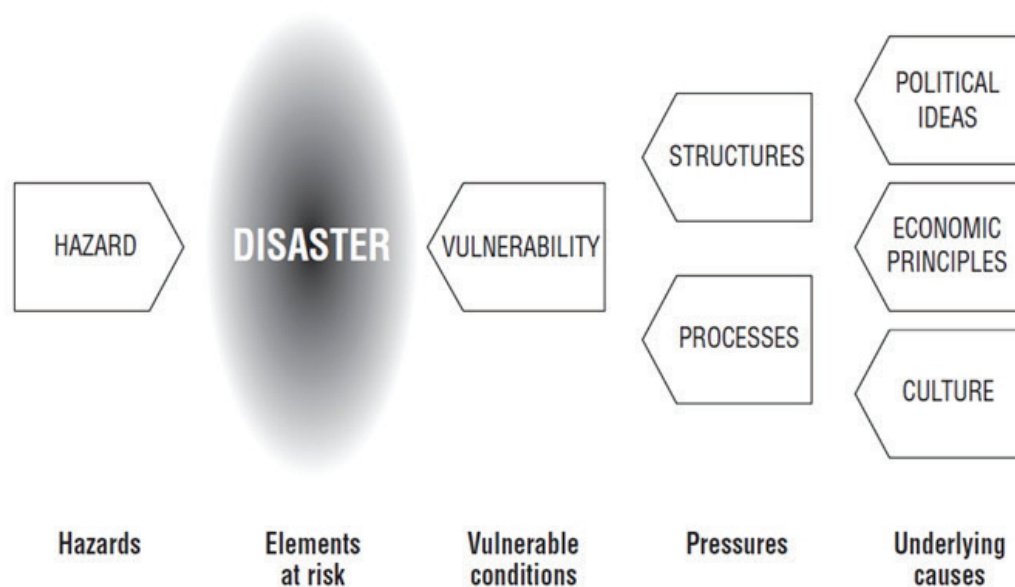 HAZARD
DISASTER
VULNERABILITY
STRUCTURES
PROCESSES
POLITICAL
IDEAS
ECONOMIC
PRINCIPLES
CULTURE
Hazards
Elements
at risk
Vulnerable
conditions
Pressures
Underlying
causes